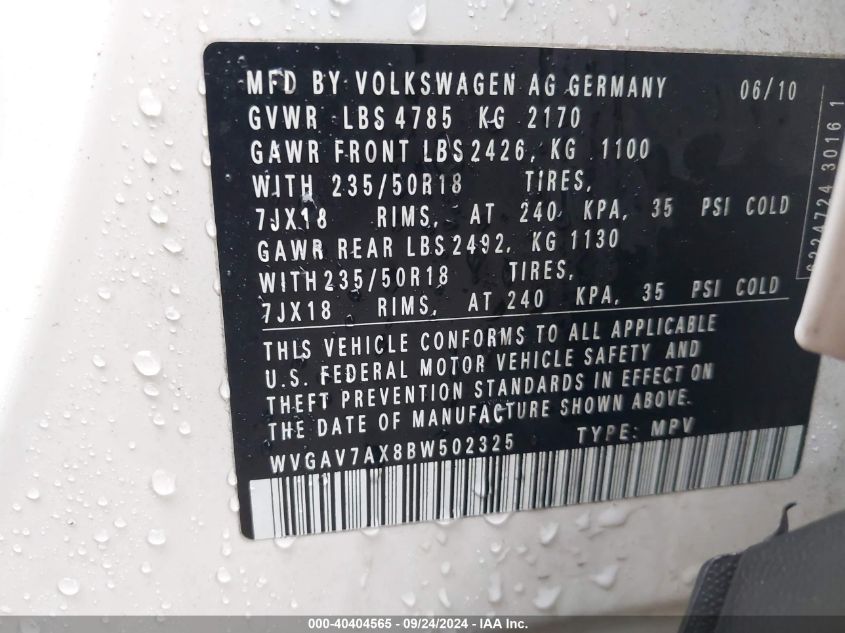 MFD BY VOLKSWAGEN AG GERMANY 06/10
GVWR LBS 4785 KG 2170
GAWR FRONT LBS 2426, KG 1100
WITH 235/50R18 TIRES,
7JX18 RIMS, AT 240 KPA, 35 PSI COLD
GAWR REAR LBS 2492, KG 1130
WITH 235/50R18 TIRES,
7JX18 RIMS, AT 240 KPA, 35 PSI COLD
THIS VEHICLE CONFORMS TO ALL APPLICABLE
U.S. FEDERAL MOTOR VEHICLE SAFETY AND
THEFT PREVENTION STANDARDS IN EFFECT ON
THE DATE OF MANUFACTURE SHOWN ABOVE.
WVGAV7AX8BW502325 TYPE: MPV
30161
000-40404565 - 09/24/2024 - IAA Inc.